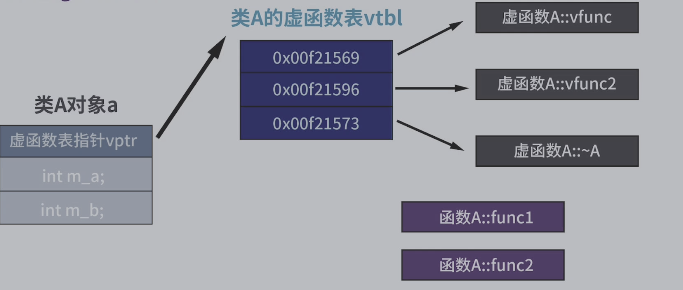 类A的虚函数表vtbl
虚函数A::vfunc
0x00f21569
虚函数A::vfunc2
0x00f21596
类A对象a
0x00f21573
虚函数表指针vptr
虚函数A::~A
int m_a;
int m_b;
函数A::func1
函数A::func2